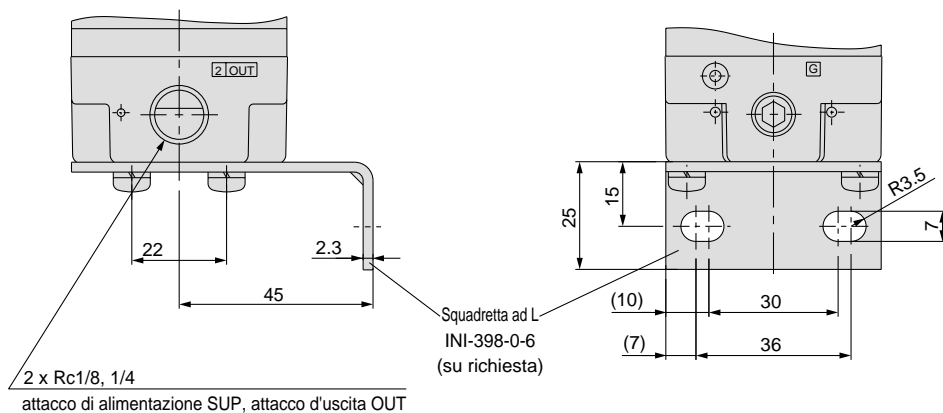 2 OUT
G
22
2.3
45
2 x Rc1/8, 1/4
attacco di alimentazione SUP, attacco d'uscita OUT
Squadretta ad L
INI-398-0-6
(su richiesta)
25
15
R3.5
7
(10)
30
(7)
36